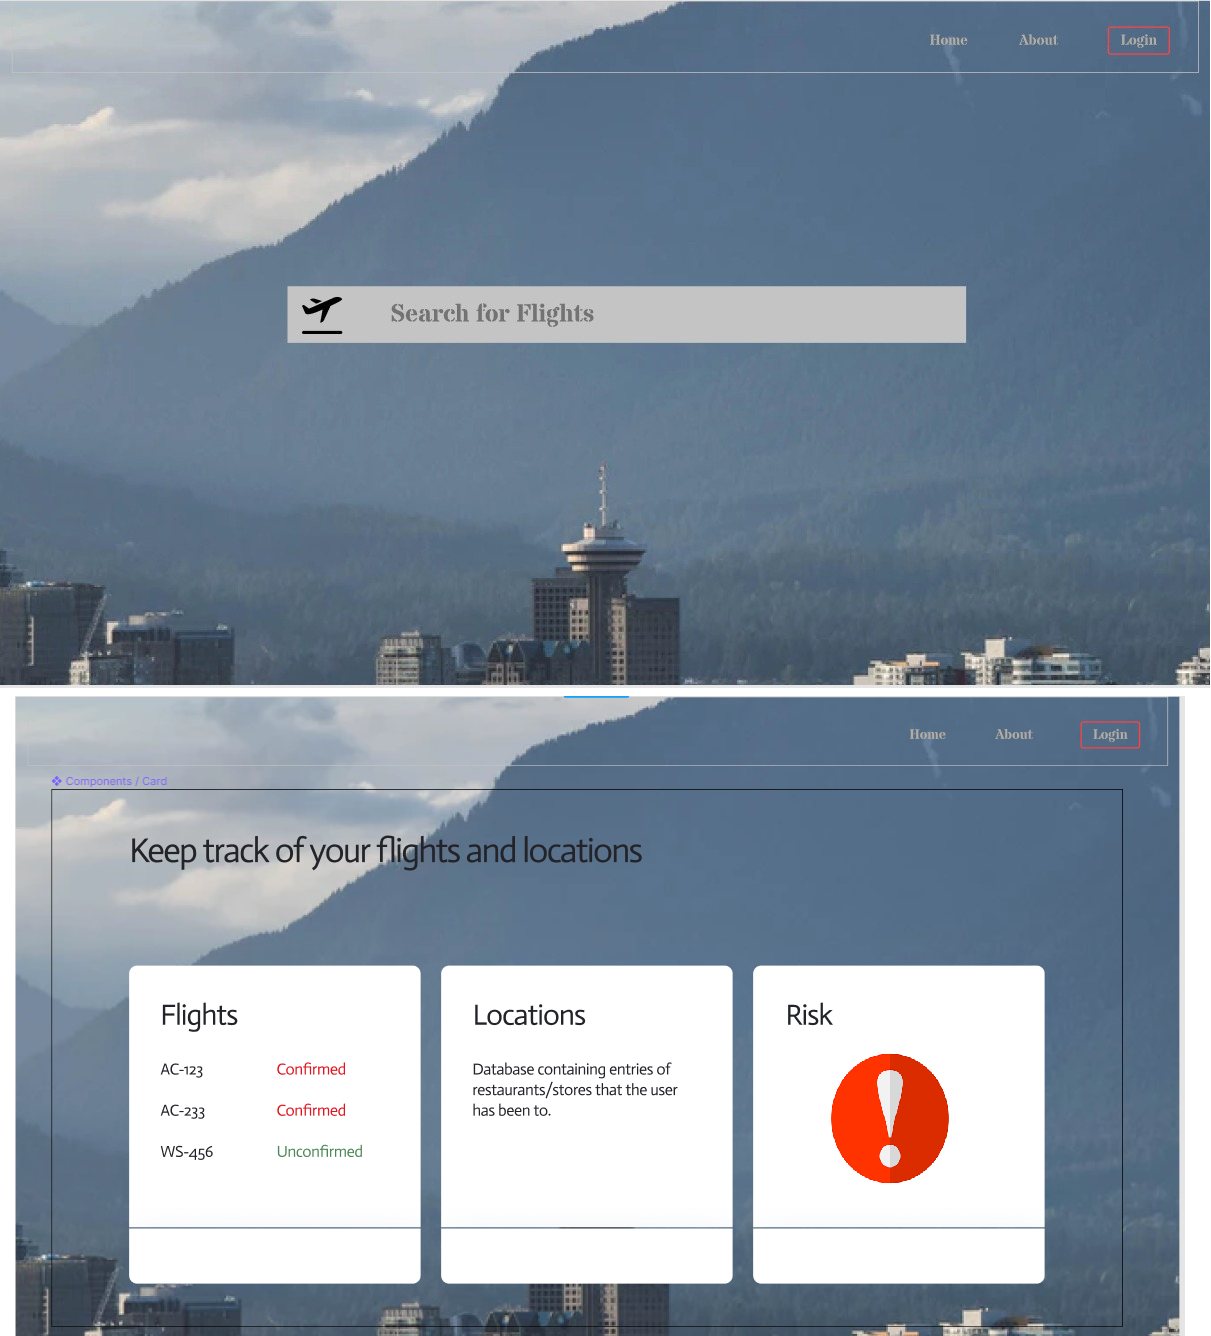 Home About Login
Search for Flights
Home About Login
Components / Card
Keep track of your flights and locations
Flights
AC-123 Confirmed
AC-233 Confirmed
WS-456 Unconfirmed
Locations
Database containing entries of
restaurants/stores that the user
has been to.
Risk
!